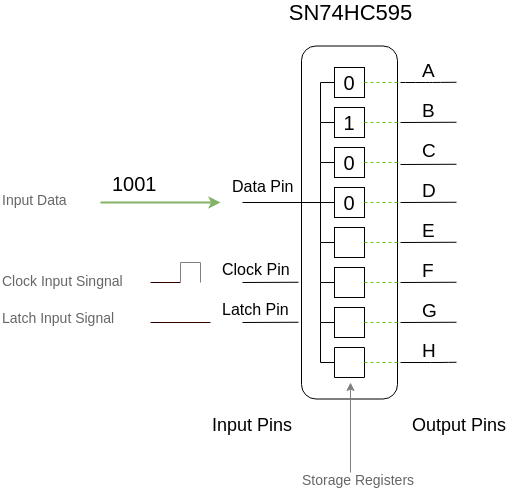 SN74HC595
0 A
1 B
1001 0 C
Input Data Data Pin 0 D
E
Clock Input Singnal Clock Pin F
Latch Input Signal Latch Pin G
H
Input Pins Output Pins
Storage Registers